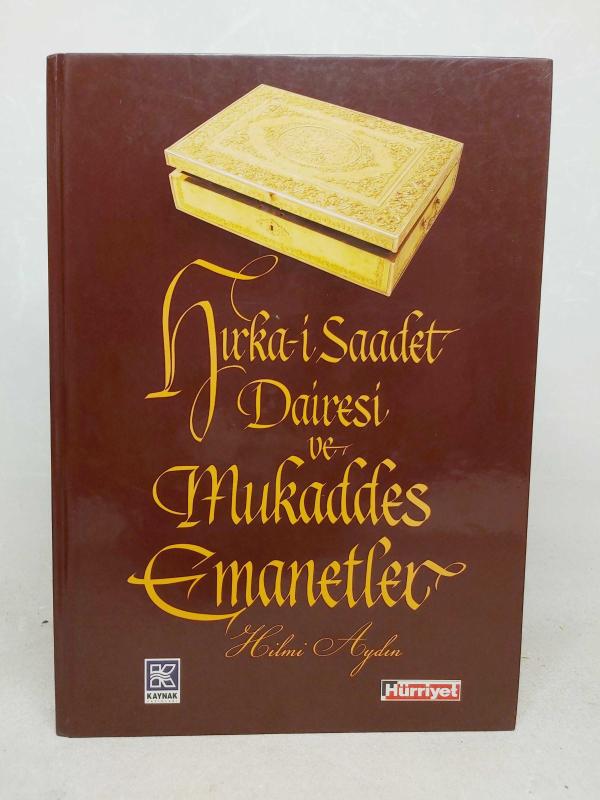 Hırka-i Saadet
Dairesi
ve
Mukaddes
Emanetler
Hilmi Aydın
KAYNAK
Hürriyet